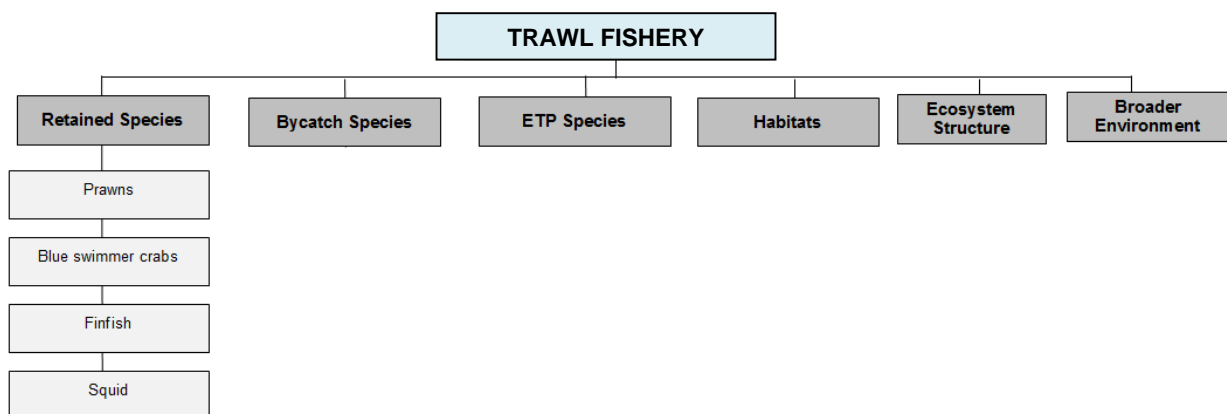 TRAWL FISHERY
Retained Species
Bycatch Species
ETP Species
Habitats
Ecosystem
Structure
Broader
Environment
Prawns
Blue swimmer crabs
Finfish
Squid